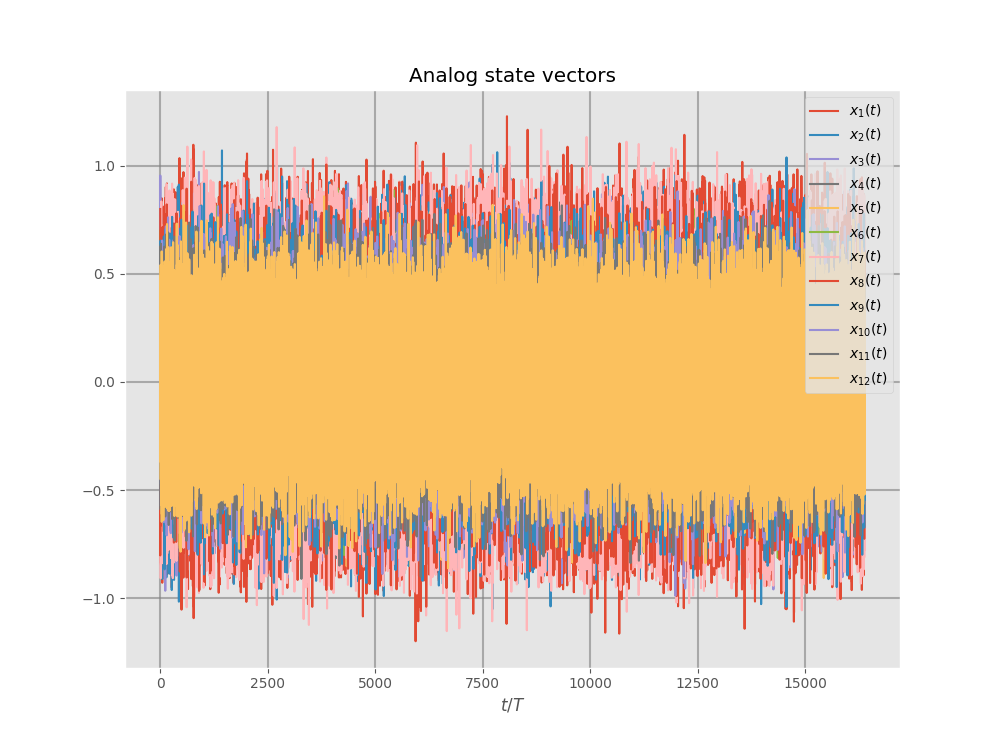 Analog state vectors
1.0
0.5
0.0
−0.5
−1.0
0 2500 5000 7500 10000 12500 15000
t/T
x₁(t)
x₂(t)
x₃(t)
x₄(t)
x₅(t)
x₆(t)
x₇(t)
x₈(t)
x₉(t)
x₁₀(t)
x₁₁(t)
x₁₂(t)